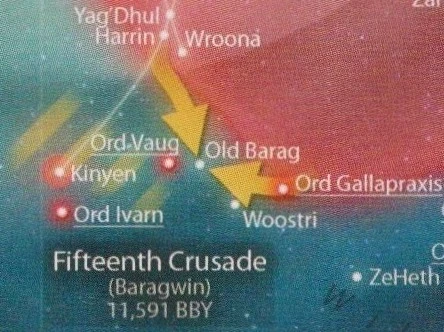 Zar
Yag'Dhul
Harrin
Wroona
Ord Vaug
Old Barag
Kinyen
Ord Gallapraxis
Ord Ivarn
Woostri
Fifteenth Crusade
(Baragwin)
11,591 BBY
ZeHeth